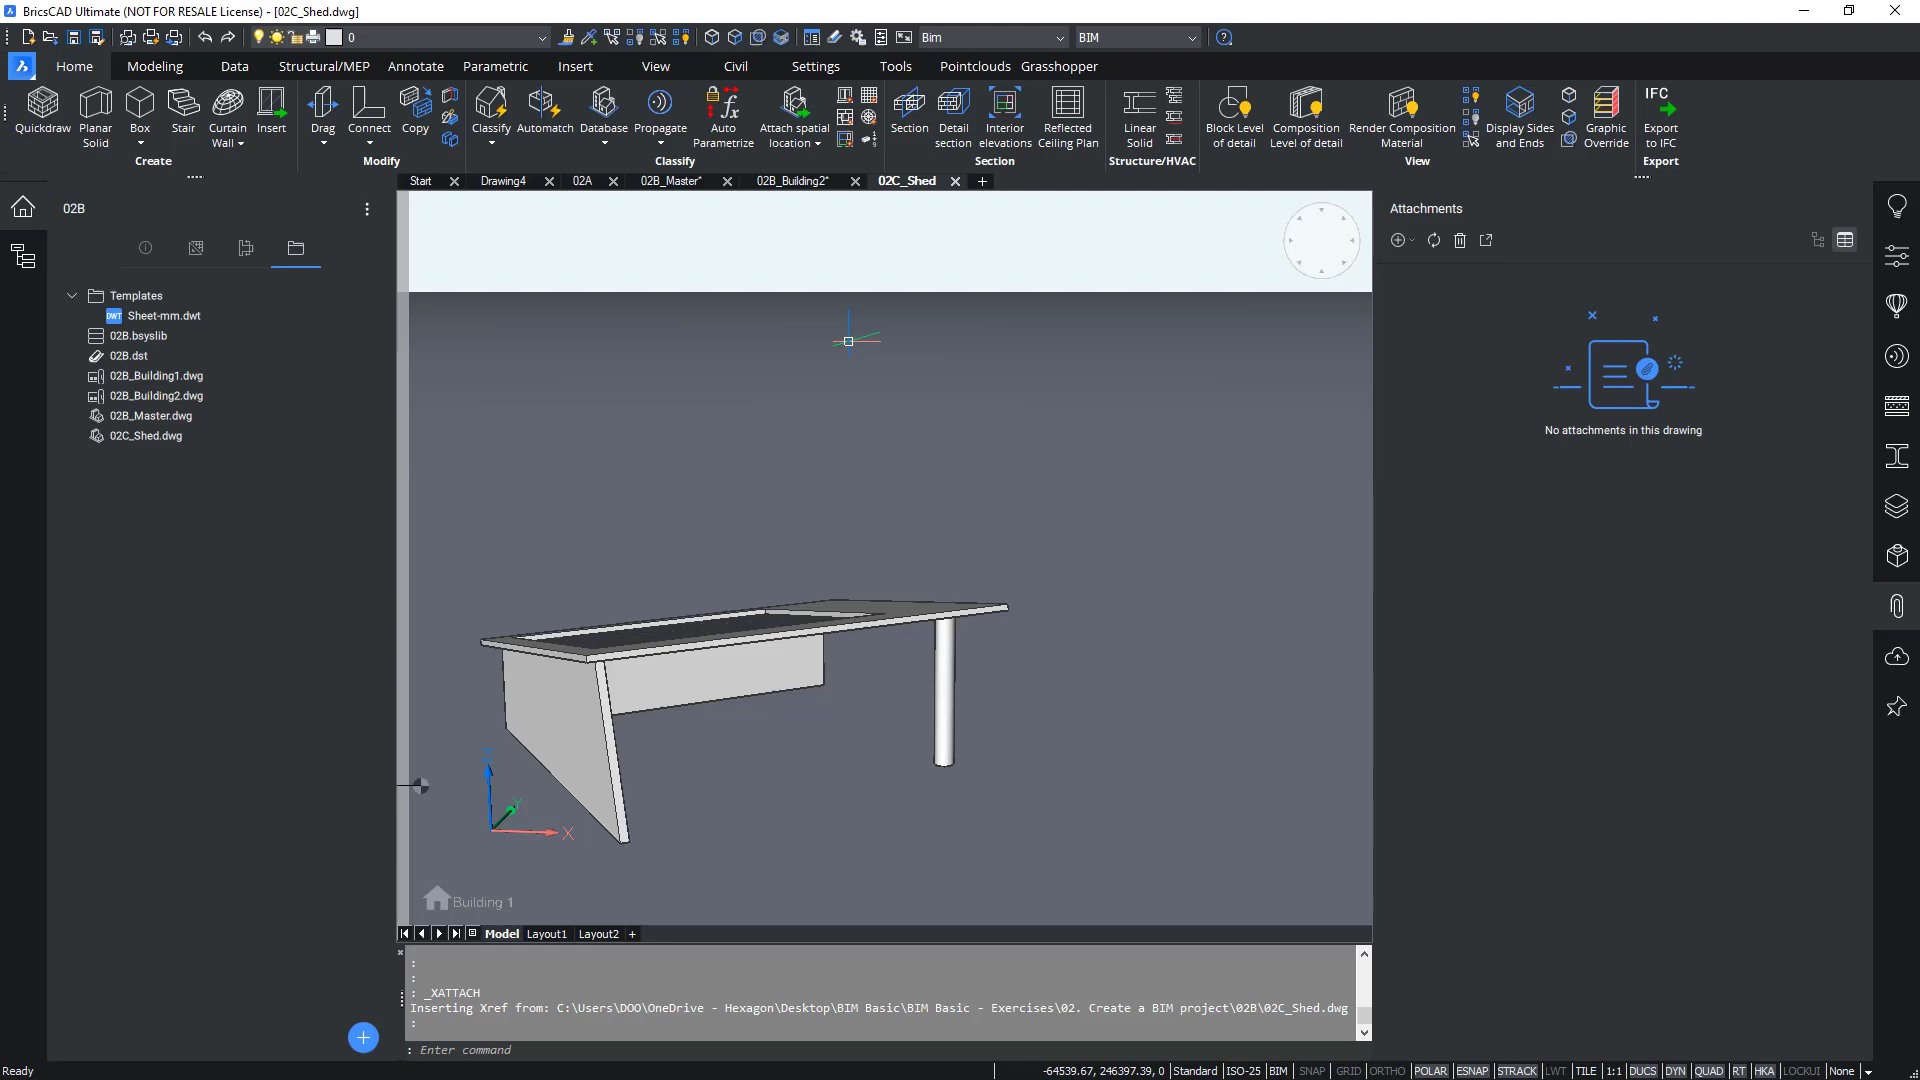 BricsCAD Ultimate (NOT FOR RESALE License) - [02C_Shed.dwg]
0
Bim
BIM
Home Modeling Data Structural/MEP Annotate Parametric Insert View Civil Settings Tools Pointclouds Grasshopper
Quickdraw
Planar Solid
Box
Stair
Curtain Wall
Insert
Create
Drag
Connect
Copy
Modify
Classify
Automatch
Database
Propagate
Auto Parametrize
Attach spatial location
Classify
Section
Detail section
Interior elevations
Reflected Ceiling Plan
Section
Linear Solid
Structure/HVAC
Block Level of detail
Composition Level of detail
Render Composition Material
Display Sides and Ends
Graphic Override
View
IFC
Export to IFC
Export
Start Drawing4 02A 02B_Master* 02B_Building2* 02C_Shed
02B
Templates
DWT Sheet-mm.dwt
02B.bsyslib
02B.dst
02B_Building1.dwg
02B_Building2.dwg
02B_Master.dwg
02C_Shed.dwg
Z
Y
X
Building 1
Attachments
No attachments in this drawing
Model Layout1 Layout2 +
:
:
: _XATTACH
Inserting Xref from: C:\Users\DOO\OneDrive - Hexagon\Desktop\BIM Basic\BIM Basic - Exercises\02. Create a BIM project\02B\02C_Shed.dwg
:
: Enter command
Ready
-64539.67, 246397.39, 0 Standard ISO-25 BIM SNAP GRID ORTHO POLAR ESNAP STRACK LWT TILE 1:1 DUCS DYN QUAD RT HKA LOCKUI None